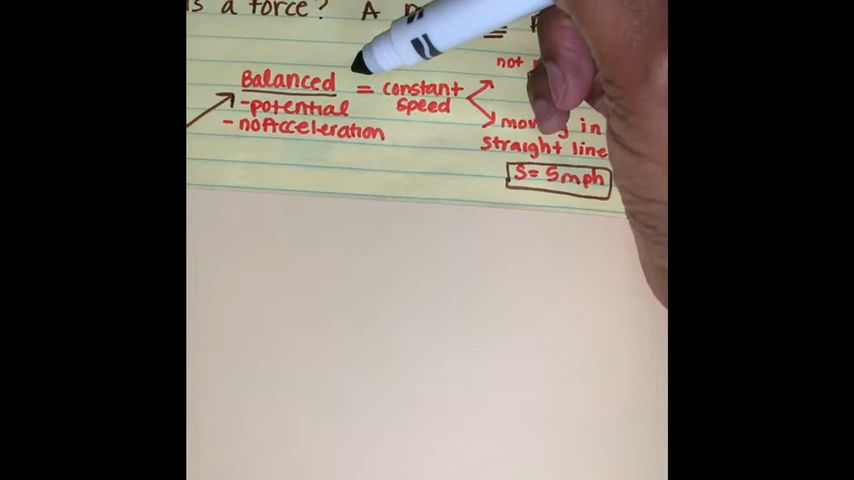 a force? A
Balanced = constant speed
not
-potential
- noAcceleration
moving in
straight line
S= 5mph